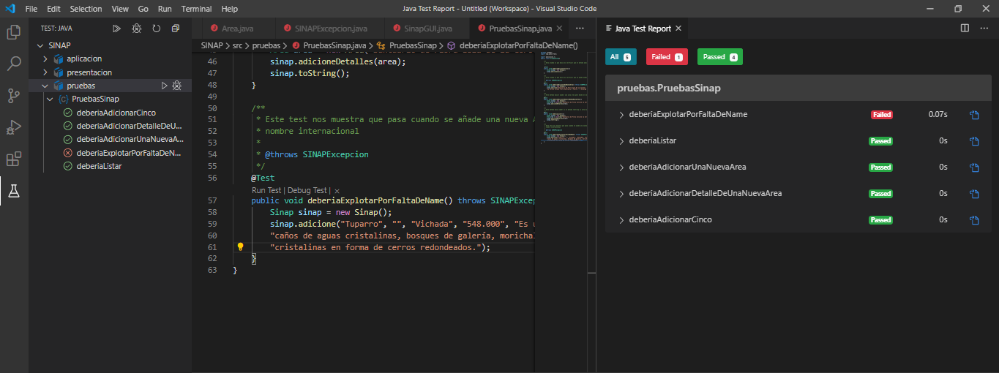 File Edit Selection View Go Run Terminal Help
Java Test Report - Untitled (Workspace) - Visual Studio Code
TEST: JAVA
SINAP
aplicacion
presentacion
pruebas
PruebasSinap
deberiaAdicionarCinco
deberiaAdicionarDetalleDeU...
deberiaAdicionarUnaNuevaA...
deberiaExplotarPorFaltaDeN...
deberiaListar
Area.java SINAPExcepcion.java SinapGUI.java PruebasSinap.java
SINAP > src > pruebas > PruebasSinap.java > PruebasSinap > deberiaExplotarPorFaltaDeName()
46 sinap.adicioneDetalles(area);
47 sinap.toString();
48 }
49
50 /**
51 * Este test nos muestra que pasa cuando se añade una nueva A
52 * nombre internacional
53 *
54 * @throws SINAPExcepcion
55 */
56 @Test
Run Test | Debug Test |
57 public void deberiaExplotarPorFaltaDeName() throws SINAPExcep
58 Sinap sinap = new Sinap();
59 sinap.adicione("Tuparro", "", "Vichada", "548.000", "Es u
60 "caños de aguas cristalinas, bosques de galería, morichal
61 "cristalinas en forma de cerros redondeados.");
62 }
63 }
Java Test Report
All 5 Failed 1 Passed 4
pruebas.PruebasSinap
deberiaExplotarPorFaltaDeName Failed 0.07s
deberiaListar Passed 0s
deberiaAdicionarUnaNuevaArea Passed 0s
deberiaAdicionarDetalleDeUnaNuevaArea Passed 0s
deberiaAdicionarCinco Passed 0s